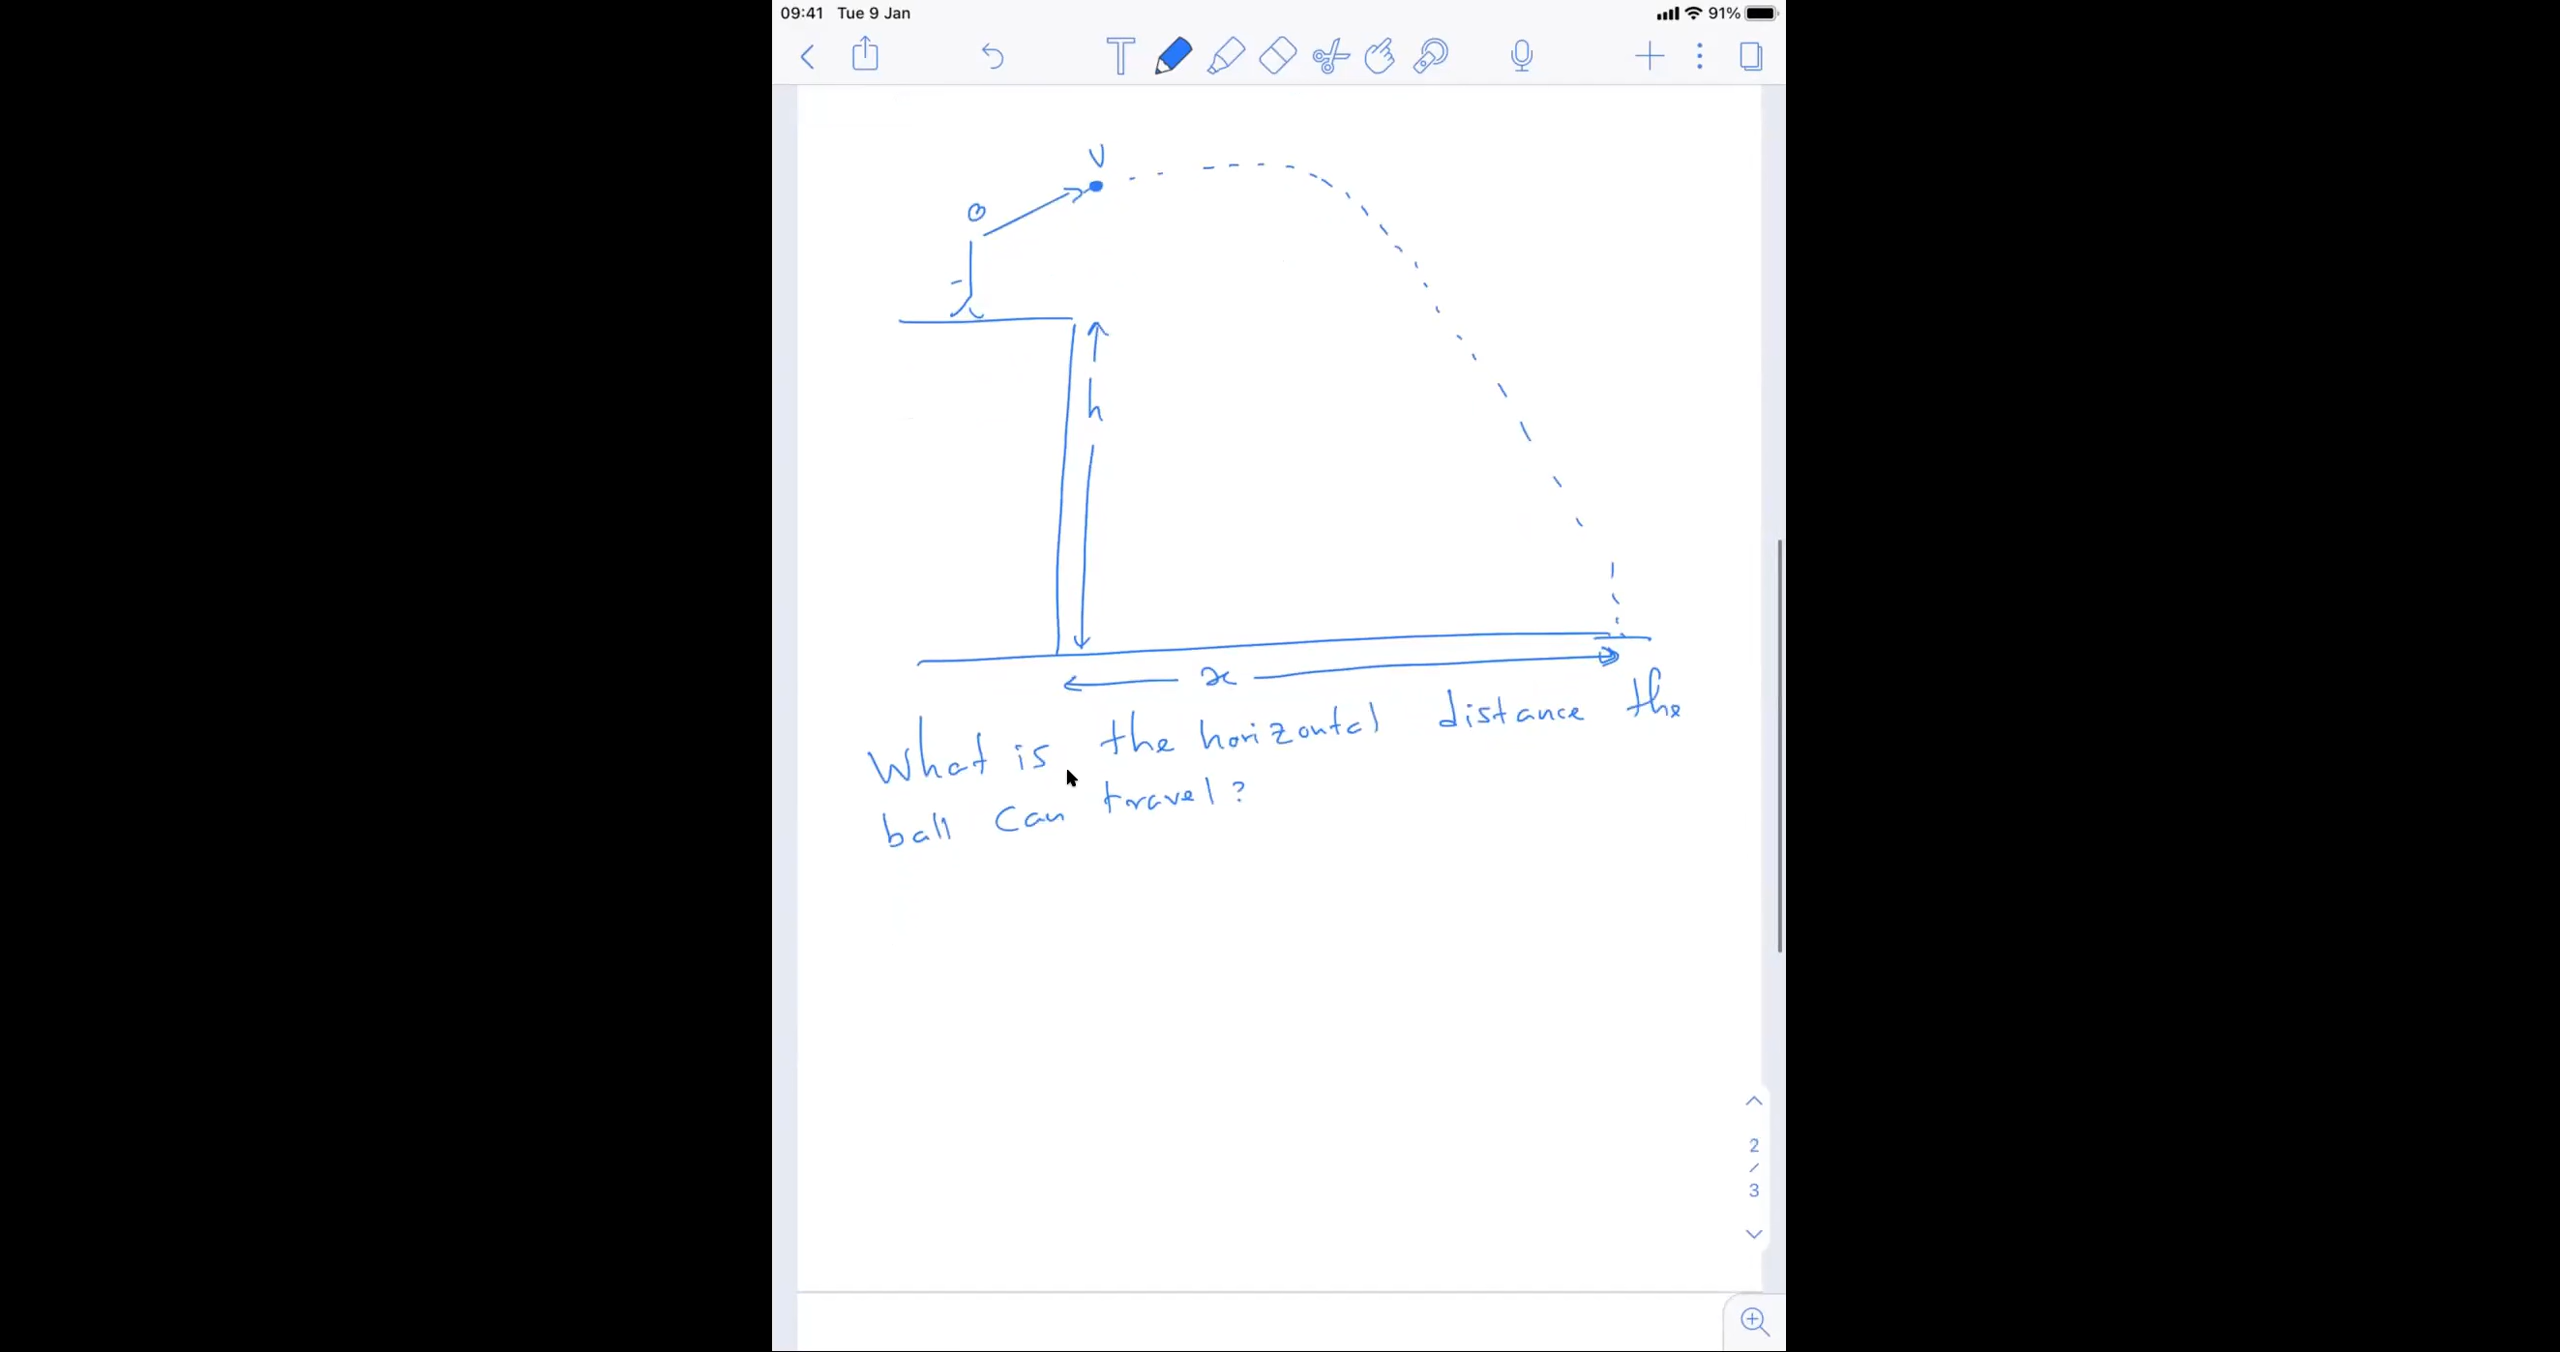 09:41 Tue 9 Jan 91%
T
V
h
x
What is the horizontal distance the
ball can travel?
2
/
3